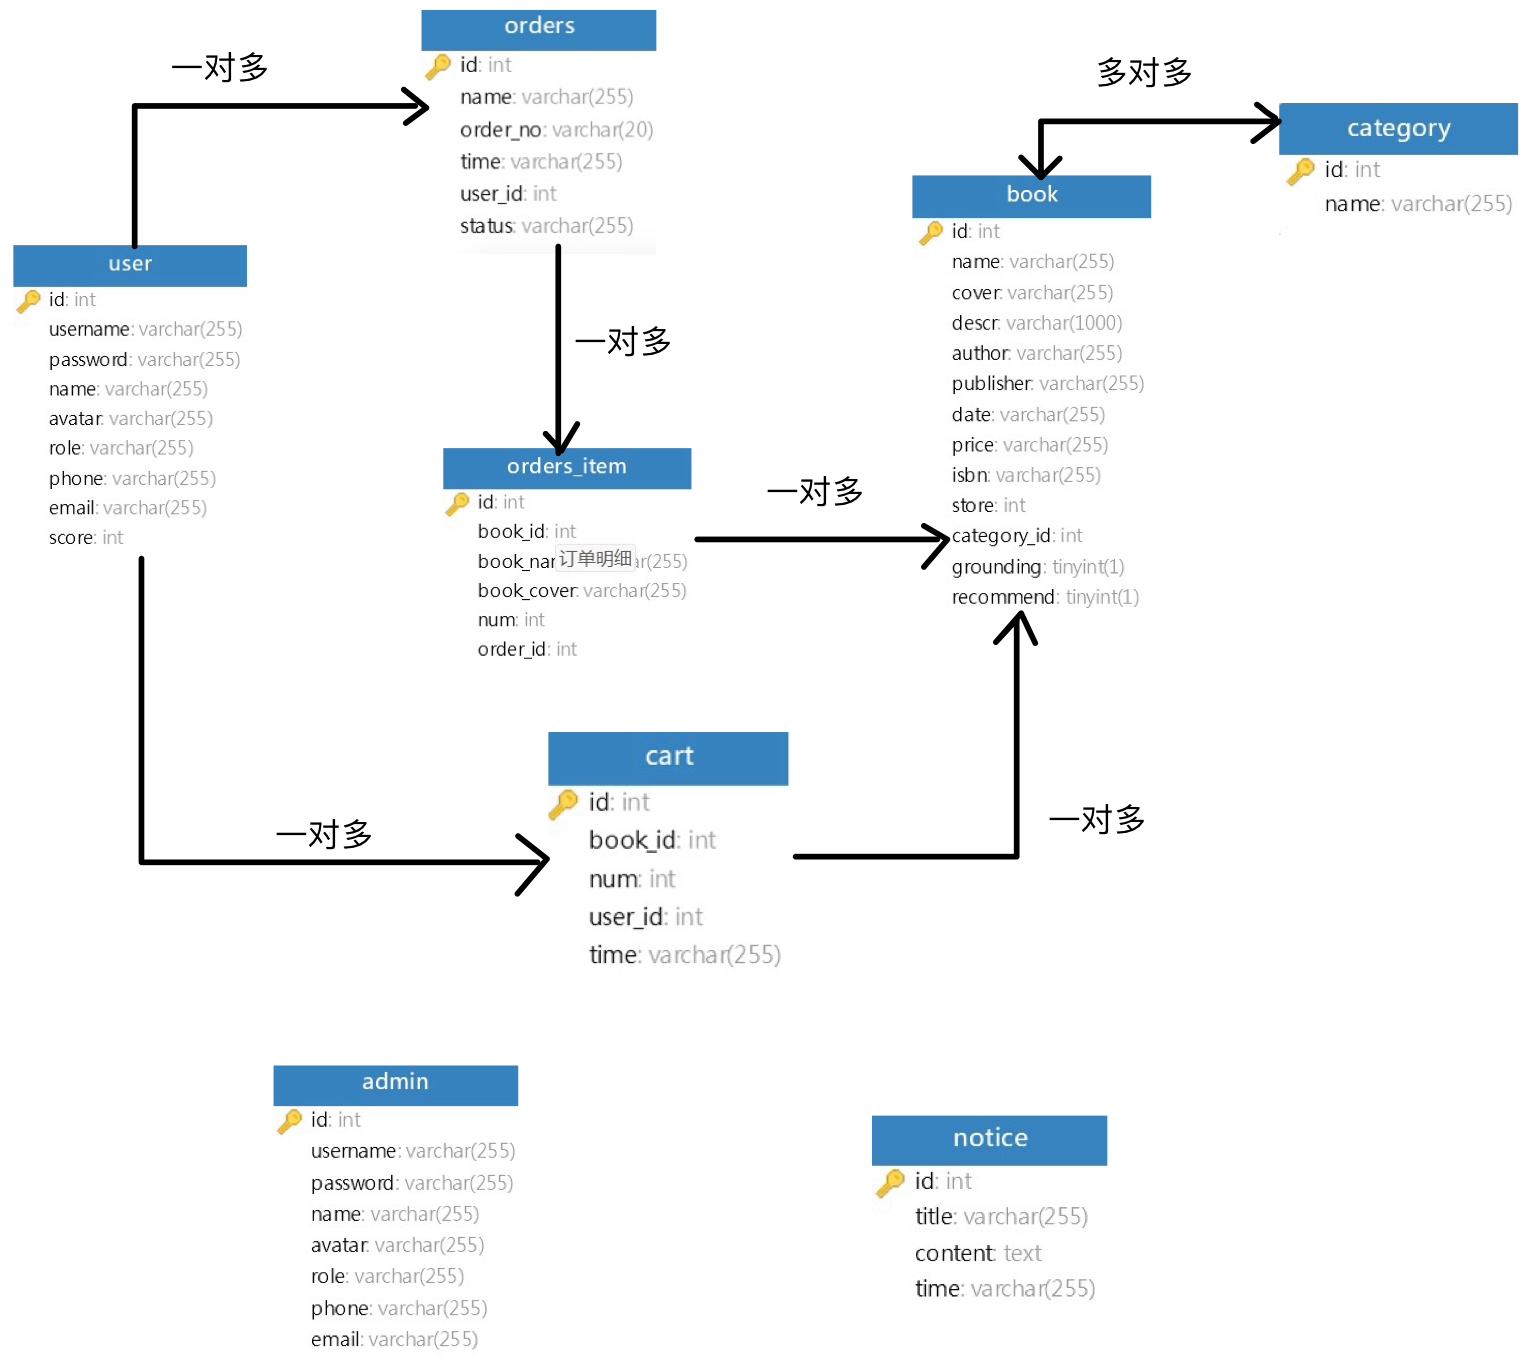 orders
id: int
name: varchar(255)
order_no: varchar(20)
time: varchar(255)
user_id: int
status: varchar(255)
一对多
user
id: int
username: varchar(255)
password: varchar(255)
name: varchar(255)
avatar: varchar(255)
role: varchar(255)
phone: varchar(255)
email: varchar(255)
score: int
一对多
orders_item
id: int
book_id: int
book_nar 订单明细 r(255)
book_cover: varchar(255)
num: int
order_id: int
一对多
多对多
category
id: int
name: varchar(255)
book
id: int
name: varchar(255)
cover: varchar(255)
descr: varchar(1000)
author: varchar(255)
publisher: varchar(255)
date: varchar(255)
price: varchar(255)
isbn: varchar(255)
store: int
category_id: int
grounding: tinyint(1)
recommend: tinyint(1)
一对多
cart
id: int
book_id: int
num: int
user_id: int
time: varchar(255)
一对多
admin
id: int
username: varchar(255)
password: varchar(255)
name: varchar(255)
avatar: varchar(255)
role: varchar(255)
phone: varchar(255)
email: varchar(255)
notice
id: int
title: varchar(255)
content: text
time: varchar(255)